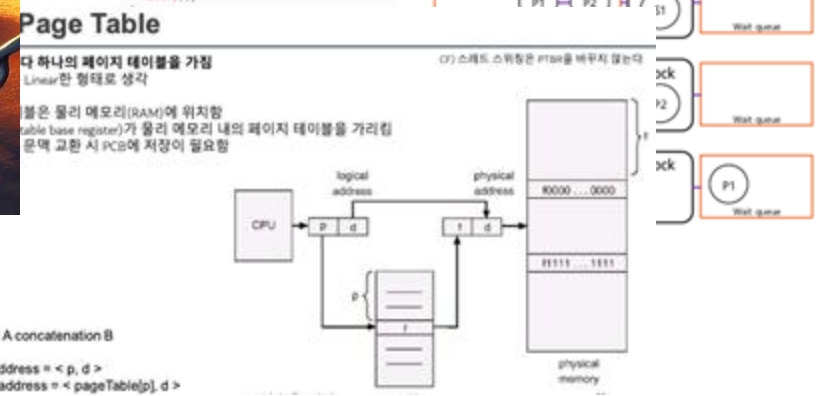 Page Table
다 하나의 페이지 테이블을 가짐
CF) 스레드 스위칭은 PTBR을 바꾸지 않는다
Linear한 형태로 생각
블은 물리 메모리(RAM)에 위치함
table base register)가 물리 메모리 내의 페이지 테이블을 가리킴
문맥 교환 시 PCB에 저장이 필요함
logical
address
physical
address
CPU
p d
f d
f0000 ... 0000
f1111 ... 1111
f
p
f
physical
memory
A concatenation B
ddress = < p, d >
address = < pageTable[p], d >
P1 P2
S1
Wait queue
ock
P2
Wait queue
ock
P1
Wait queue